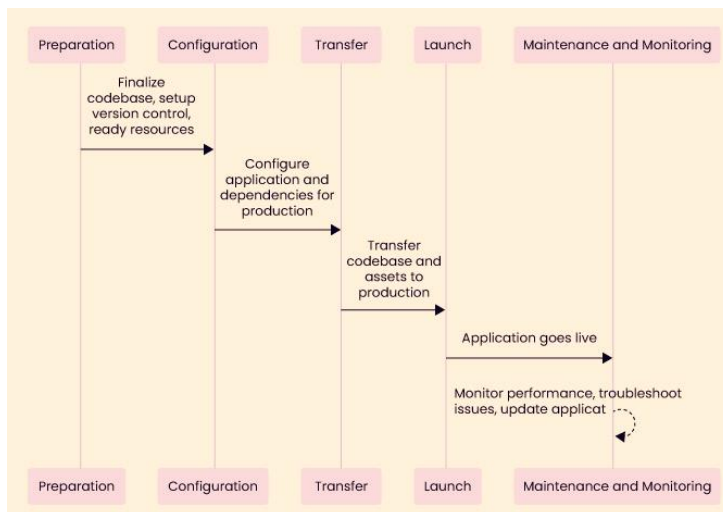 Preparation
Configuration
Transfer
Launch
Maintenance and Monitoring
Finalize
codebase, setup
version control,
ready resources
Configure
application and
dependencies for
production
Transfer
codebase and
assets to
production
Application goes live
Monitor performance, troubleshoot
issues, update applicat
Preparation
Configuration
Transfer
Launch
Maintenance and Monitoring